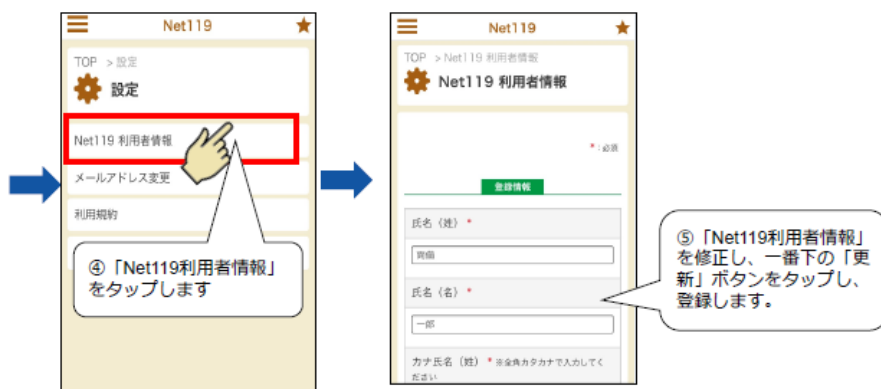 Net119
TOP > 設定
設定
Net119 利用者情報
メールアドレス変更
利用規約
④「Net119利用者情報」
をタップします
Net119
TOP > Net119 利用者情報
Net119 利用者情報
*：必須
登録情報
氏名（姓） *
氏名（名） *
一郎
カナ氏名（姓） * ※全角カタカナで入力してく
ださい
⑤「Net119利用者情報」
を修正し、一番下の「更
新」ボタンをタップし、
登録します。